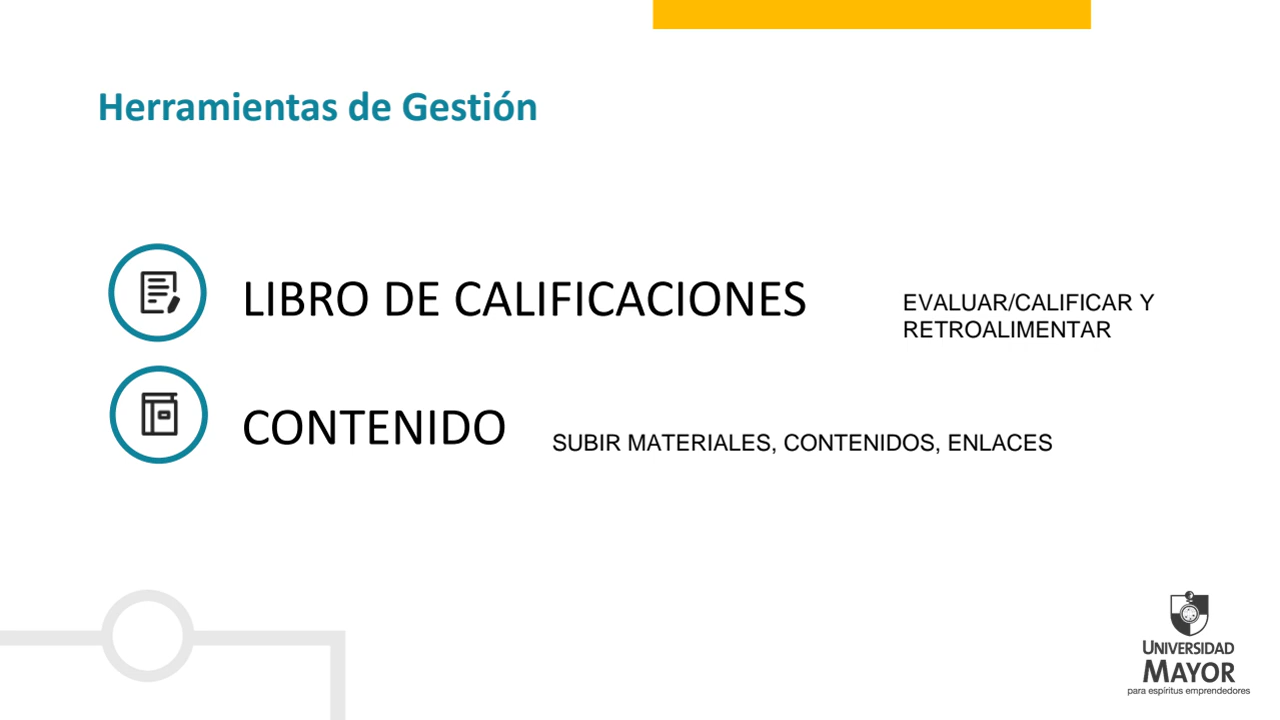 Herramientas de Gestión
LIBRO DE CALIFICACIONES
EVALUAR/CALIFICAR Y
RETROALIMENTAR
CONTENIDO
SUBIR MATERIALES, CONTENIDOS, ENLACES
UNIVERSIDAD
MAYOR
para espíritus emprendedores